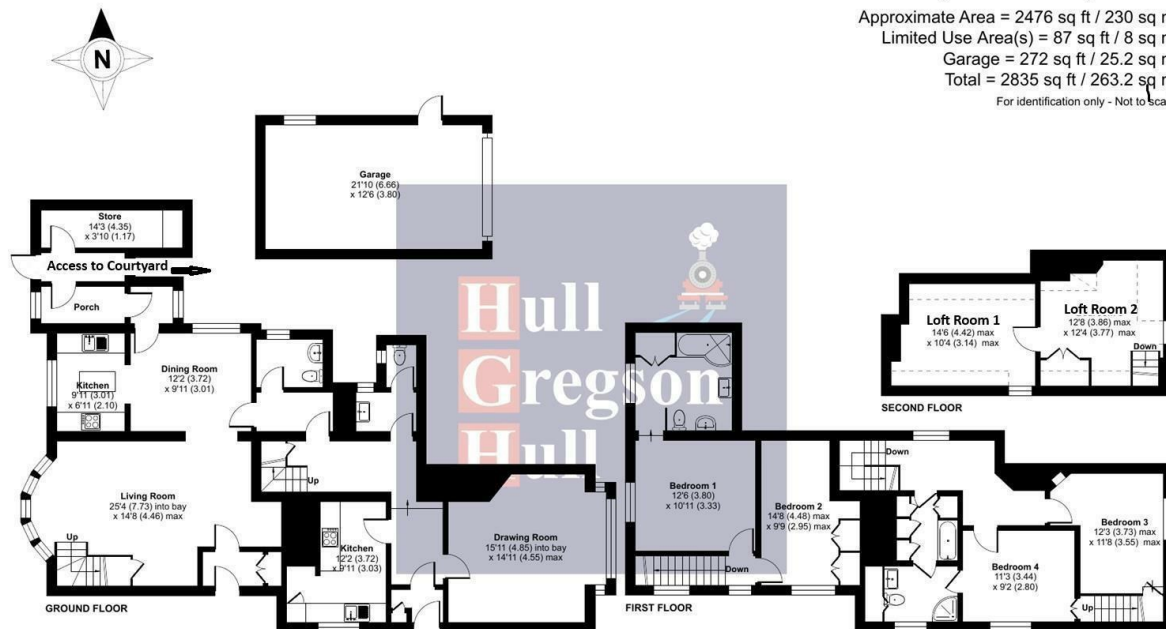 Approximate Area = 2476 sq ft / 230 sq m
Limited Use Area(s) = 87 sq ft / 8 sq m
Garage = 272 sq ft / 25.2 sq m
Total = 2835 sq ft / 263.2 sq m
For identification only - Not to sca
N
Garage
21'10 (6.66)
x 12'6 (3.80)
Store
14'3 (4.35)
x 3'10 (1.17)
Access to Courtyard
Porch
Dining Room
12'2 (3.72)
x 9'11 (3.01)
Kitchen
9'11 (3.01)
x 6'11 (2.10)
Living Room
25'4 (7.73) into bay
x 14'8 (4.46) max
Up
Up
Kitchen
12'2 (3.72)
x 9'11 (3.03)
Drawing Room
15'11 (4.85) into bay
x 14'11 (4.55) max
GROUND FLOOR
Hull
Gregson
Hull
Bedroom 1
12'6 (3.80)
x 10'11 (3.33)
Bedroom 2
14'8 (4.48) max
x 9'9 (2.95) max
Down
Down
Bedroom 3
12'3 (3.73) max
x 11'8 (3.55) max
Bedroom 4
11'3 (3.44)
x 9'2 (2.80)
Up
FIRST FLOOR
Loft Room 1
14'6 (4.42) max
x 10'4 (3.14) max
Loft Room 2
12'8 (3.86) max
x 12'4 (3.77) max
Down
SECOND FLOOR